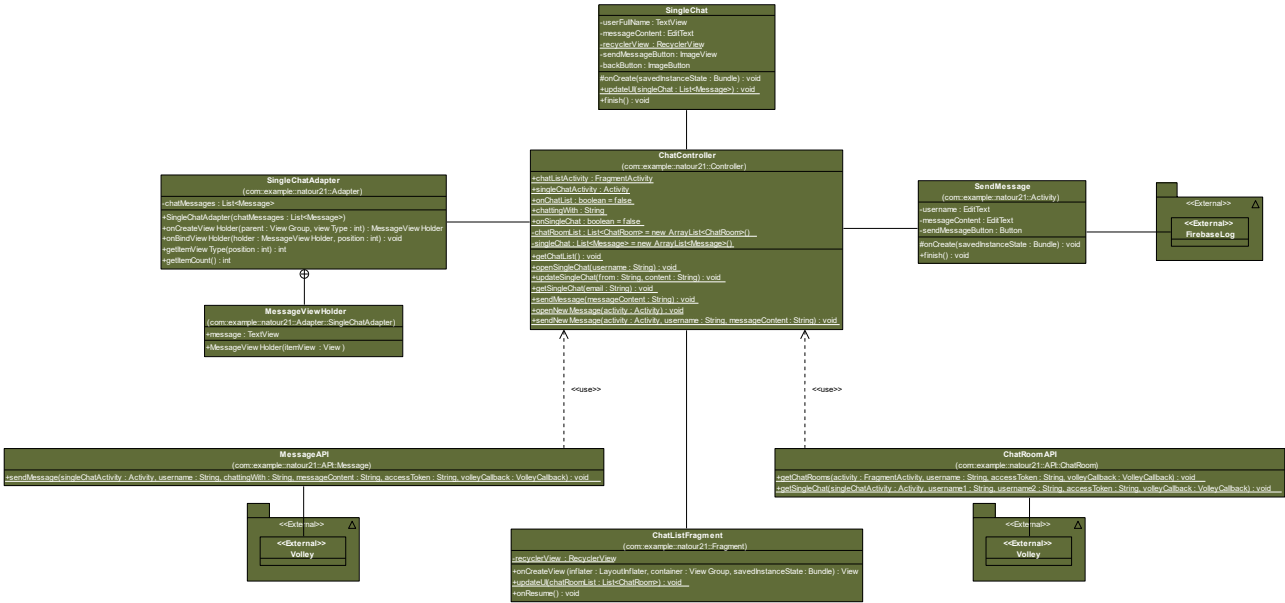 SingleChat
-userFullName : TextView
-messageContent : EditText
-recyclerView : RecyclerView
-sendMessageButton : ImageView
-backButton : ImageButton
#onCreate(savedInstanceState : Bundle) : void
+updateUI(singleChat : List<Message>) : void
+finish() : void
ChatController
(com::example::natour21::Controller)
+chatListActivity : FragmentActivity
+singleChatActivity : Activity
+onChatList : boolean = false
+chattingWith : String
+onSingleChat : boolean = false
-chatRoomList : List<ChatRoom> = new ArrayList<ChatRoom>()
-singleChat : List<Message> = new ArrayList<Message>()
+getChatList() : void
+openSingleChat(username : String) : void
+updateSingleChat(from : String, content : String) : void
+getSingleChat(email : String) : void
+sendMessage(messageContent : String) : void
+openNewMessage(activity : Activity) : void
+sendNewMessage(activity : Activity, username : String, messageContent : String) : void
SingleChatAdapter
(com::example::natour21::Adapter)
-chatMessages : List<Message>
+SingleChatAdapter(chatMessages : List<Message>)
+onCreateViewHolder(parent : ViewGroup, viewType : int) : MessageViewHolder
+onBindViewHolder(holder : MessageViewHolder, position : int) : void
+getItemViewType(position : int) : int
+getItemCount() : int
MessageViewHolder
(com::example::natour21::Adapter::SingleChatAdapter)
+message : TextView
+MessageViewHolder(itemView : View)
SendMessage
(com::example::natour21::Activity)
-username : EditText
-messageContent : EditText
-sendMessageButton : Button
#onCreate(savedInstanceState : Bundle) : void
+finish() : void
<<External>>
<<External>>
FirebaseLog
<<use>>
<<use>>
MessageAPI
(com::example::natour21::API::Message)
+sendMessage(singleChatActivity : Activity, username : String, chattingWith : String, messageContent : String, accessToken : String, volleyCallback : VolleyCallback) : void
<<External>>
<<External>>
Volley
ChatRoomAPI
(com::example::natour21::API::ChatRoom)
+getChatRooms(activity : FragmentActivity, username : String, accessToken : String, volleyCallback : VolleyCallback) : void
+getSingleChat(singleChatActivity : Activity, username1 : String, username2 : String, accessToken : String, volleyCallback : VolleyCallback) : void
<<External>>
<<External>>
Volley
ChatListFragment
(com::example::natour21::Fragment)
-recyclerView : RecyclerView
+onCreateView(inflater : LayoutInflater, container : ViewGroup, savedInstanceState : Bundle) : View
+updateUI(chatRoomList : List<ChatRoom>) : void
+onResume() : void